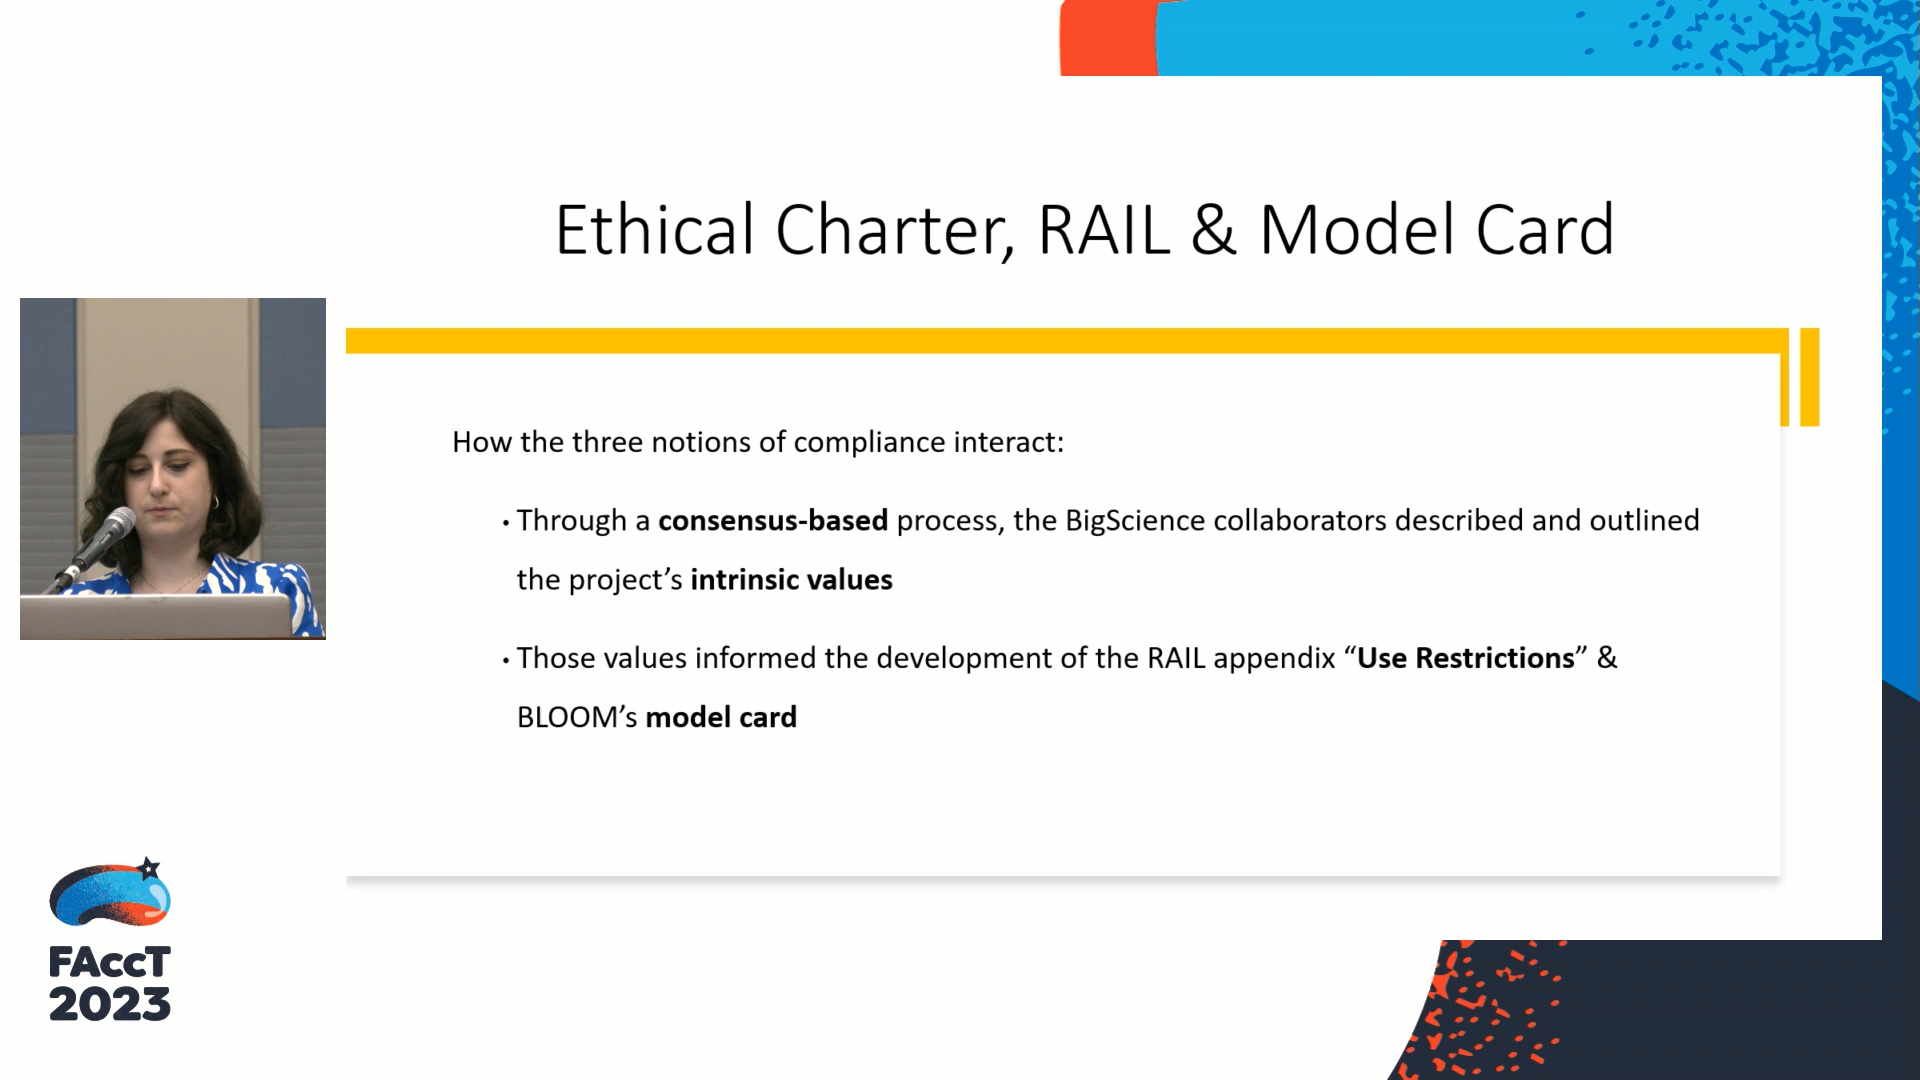 Ethical Charter, RAIL & Model Card
How the three notions of compliance interact:
• Through a consensus-based process, the BigScience collaborators described and outlined
the project’s intrinsic values
• Those values informed the development of the RAIL appendix “Use Restrictions” &
BLOOM’s model card
FAccT
2023